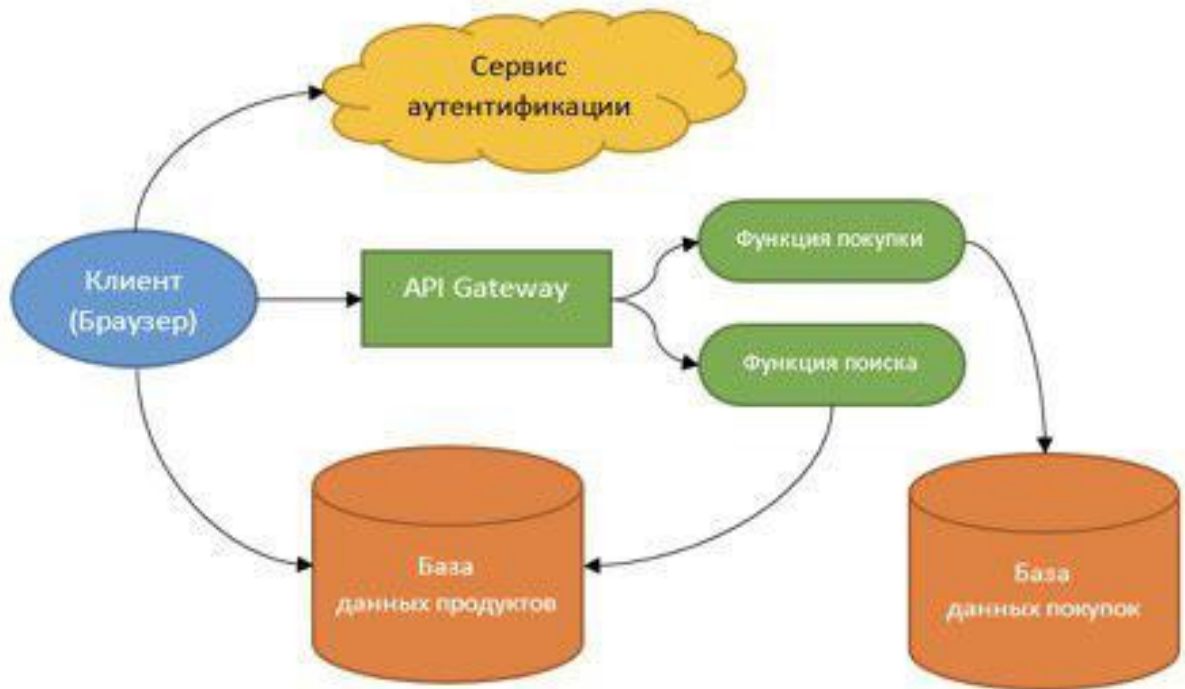 Сервис
аутентификации
Клиент
(Браузер)
API Gateway
Функция покупки
Функция поиска
База
данных продуктов
База
данных покупок